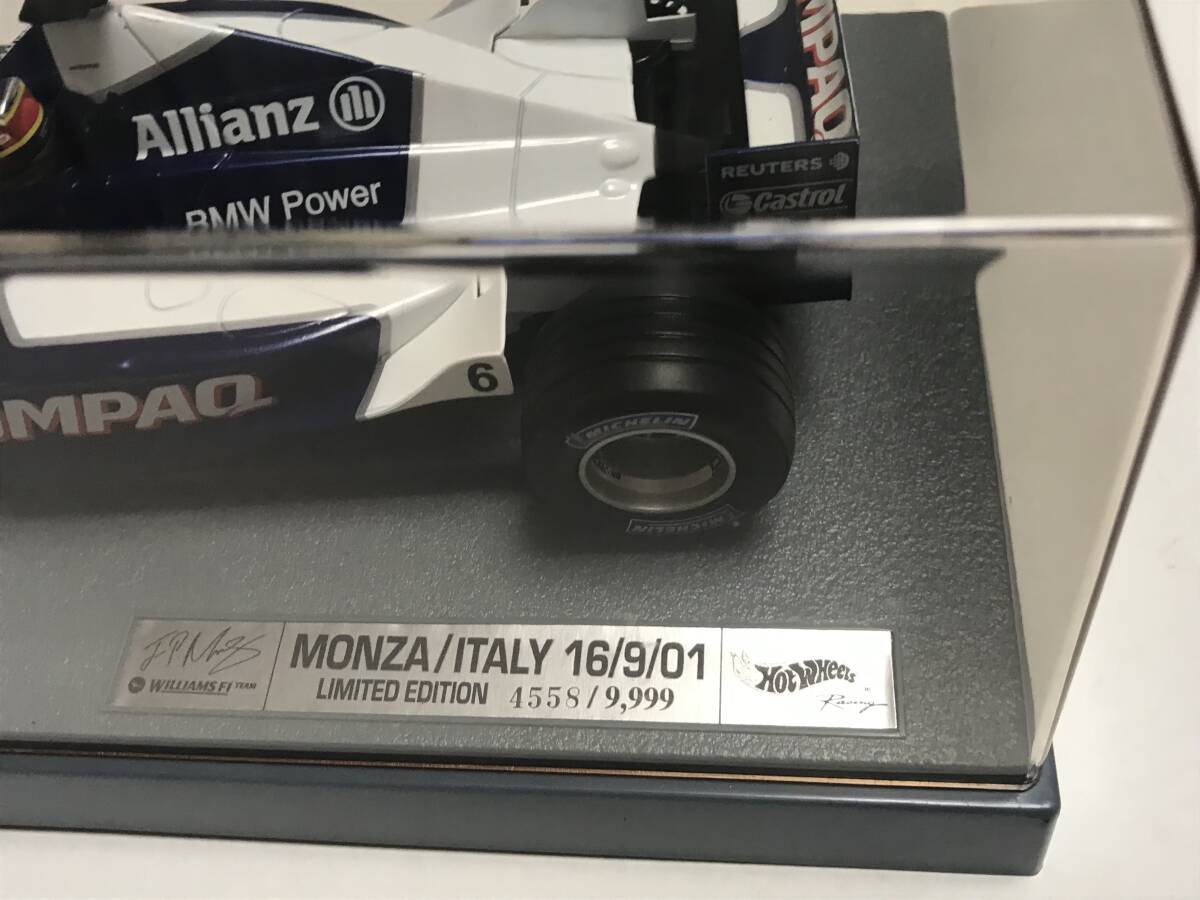 Allianz
BMW Power
MPAQ
REUTERS
Castrol
OMPAQ
6
MICHELIN
MICHELIN
WILLIAMS F1 TEAM
MONZA/ITALY 16/9/01
LIMITED EDITION 4558/9,999
Hot Wheels
Racing